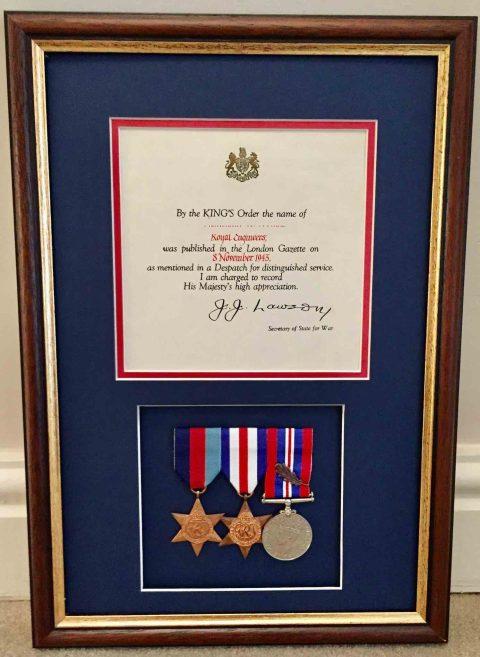 By the KING'S Order the name of
Royal Engineers,
was published in the London Gazette on
8 November 1945,
as mentioned in a Despatch for distinguished service.
I am charged to record
His Majesty's high appreciation.
J.J. Lawson
Secretary of State for War